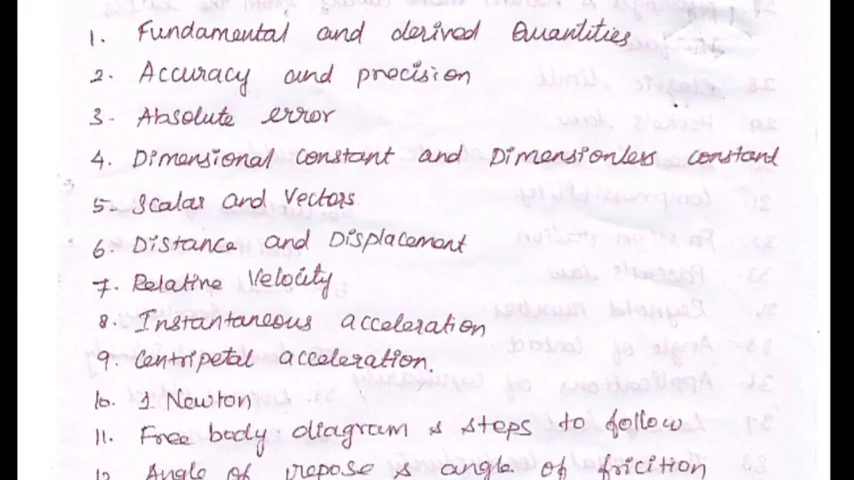 1. Fundamental and derived Quantities
2. Accuracy and precision
3. Absolute error
4. Dimensional constant and Dimensionless constant
5. Scalar and Vectors
6. Distance and Displacement
7. Relative Velocity
8. Instantaneous acceleration
9. Centripetal acceleration.
10. 1 Newton
11. Free body diagram & steps to follow
12. Angle of repose & angle of fricition